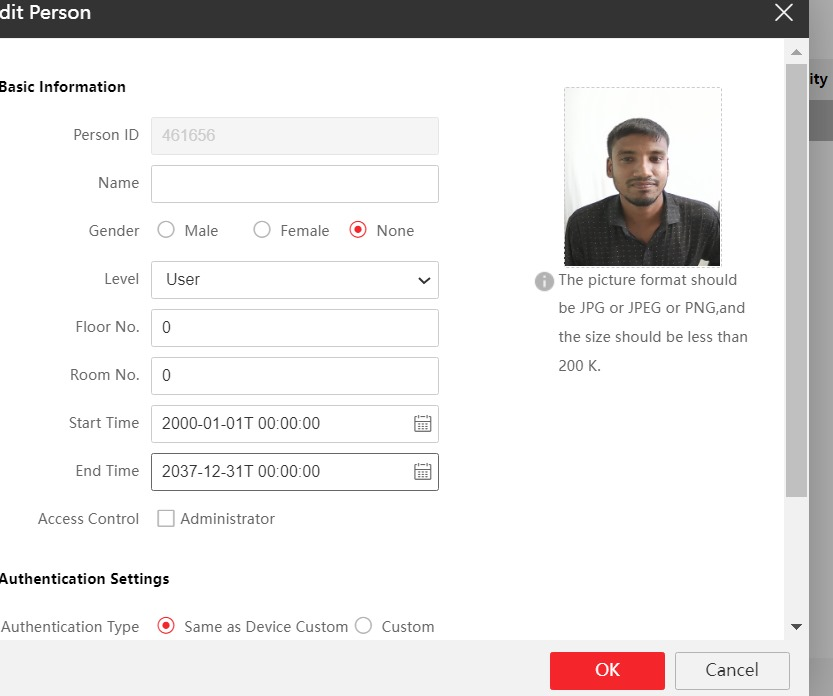 dit Person
ity
Basic Information
Person ID 461656
Name
Gender Male Female None
Level User
Floor No. 0
Room No. 0
Start Time 2000-01-01T 00:00:00
End Time 2037-12-31T 00:00:00
Access Control Administrator
The picture format should
be JPG or JPEG or PNG,and
the size should be less than
200 K.
Authentication Settings
Authentication Type Same as Device Custom Custom
OK Cancel